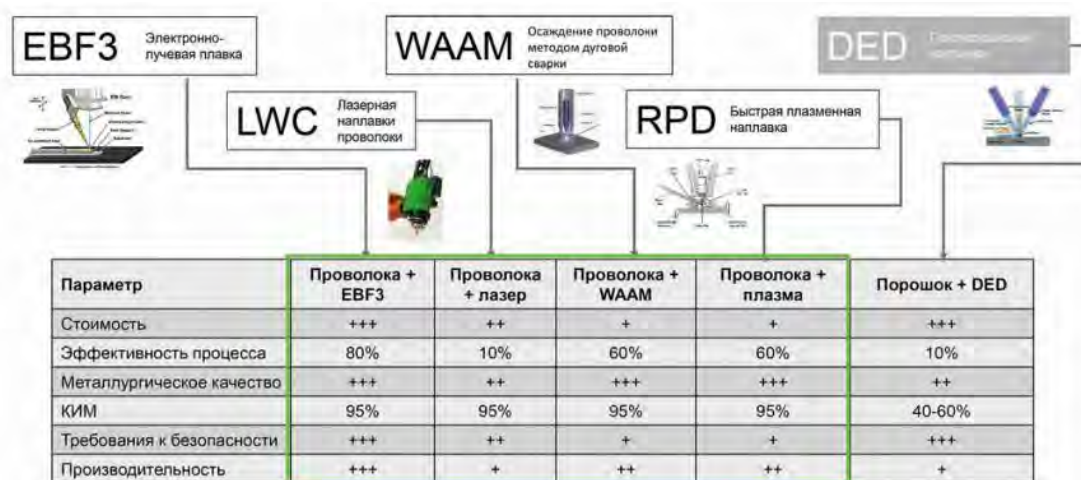 EBF3
Электронно-
лучевая плавка
WAAM
Осаждение проволоки
методом дуговой
сварки
DED
LWC
Лазерная
наплавки
проволоки
RPD
Быстрая плазменная
наплавка
Параметр
Проволока +
EBF3
Проволока
+ лазер
Проволока +
WAAM
Проволока +
плазма
Порошок + DED
Стоимость +++ ++ + + +++
Эффективность процесса 80% 10% 60% 60% 10%
Металлургическое качество +++ ++ +++ +++ ++
КИМ 95% 95% 95% 95% 40-60%
Требования к безопасности +++ ++ + + +++
Производительность +++ + ++ ++ +